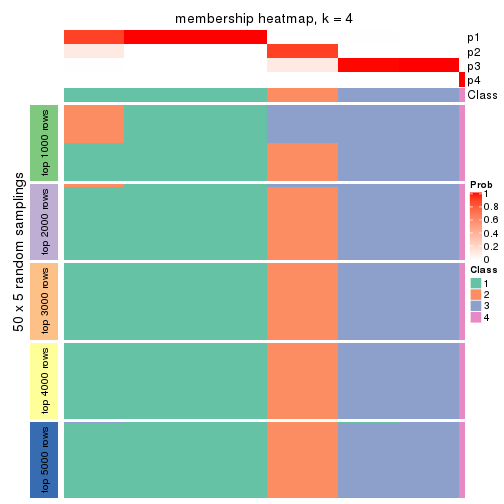 membership heatmap, k = 4
p1
p2
p3
p4
Class
50 x 5 random samplings
top 1000 rows
top 2000 rows
top 3000 rows
top 4000 rows
top 5000 rows
Prob
1
0.8
0.6
0.4
0.2
0
Class
1
2
3
4